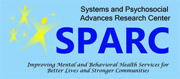 Systems and Psychosocial
Advances Research Center
SPARC
Improving Mental and Behavioral Health Services for
Better Lives and Stronger Communities